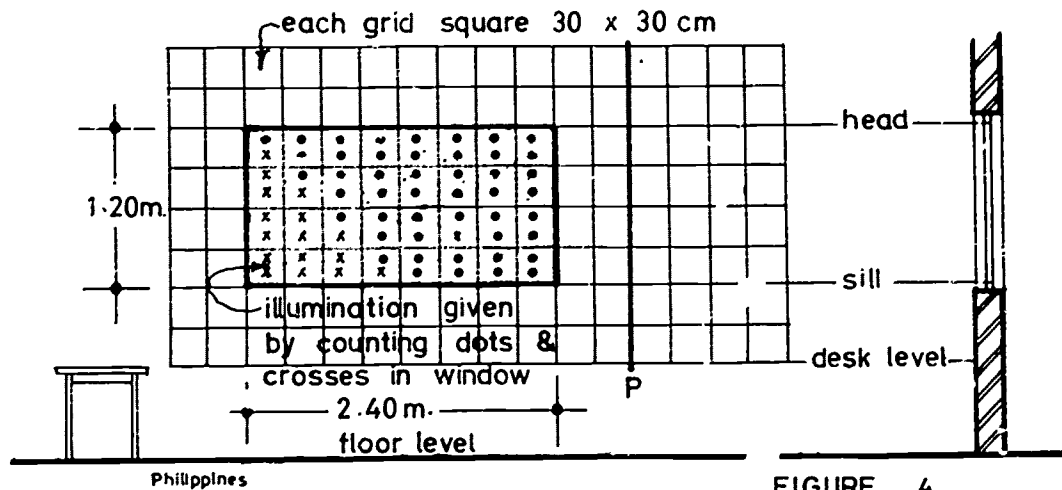 each grid square 30 x 30 cm
head
1.20m.
sill
illumination given
by counting dots &
crosses in window
desk level
P
2.40m.
floor level
Philippines
FIGURE 4